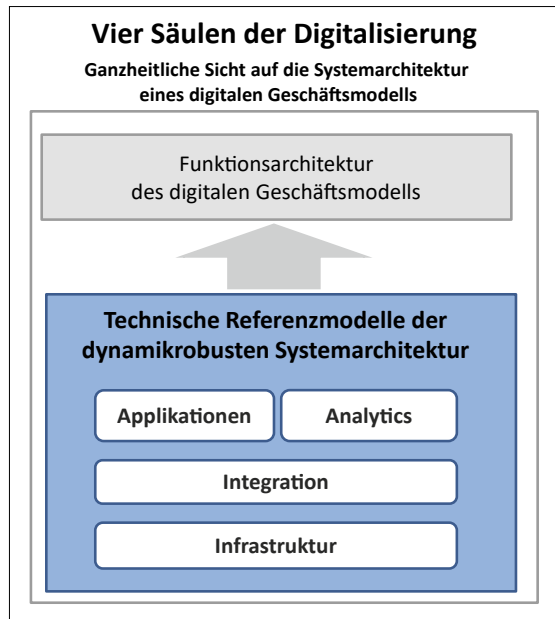 Vier Säulen der Digitalisierung
Ganzheitliche Sicht auf die Systemarchitektur
eines digitalen Geschäftsmodells
Funktionsarchitektur
des digitalen Geschäftsmodells
Technische Referenzmodelle der
dynamikrobusten Systemarchitektur
Applikationen
Analytics
Integration
Infrastruktur